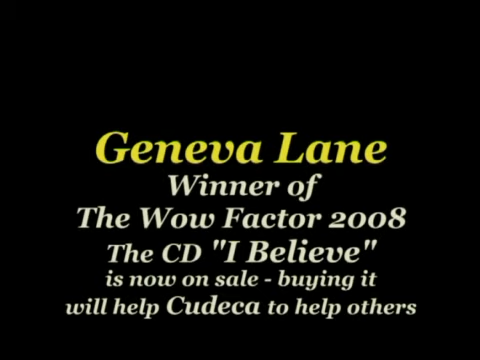 Geneva Lane
Winner of
The Wow Factor 2008
The CD "I Believe"
is now on sale - buying it
will help Cudeca to help others